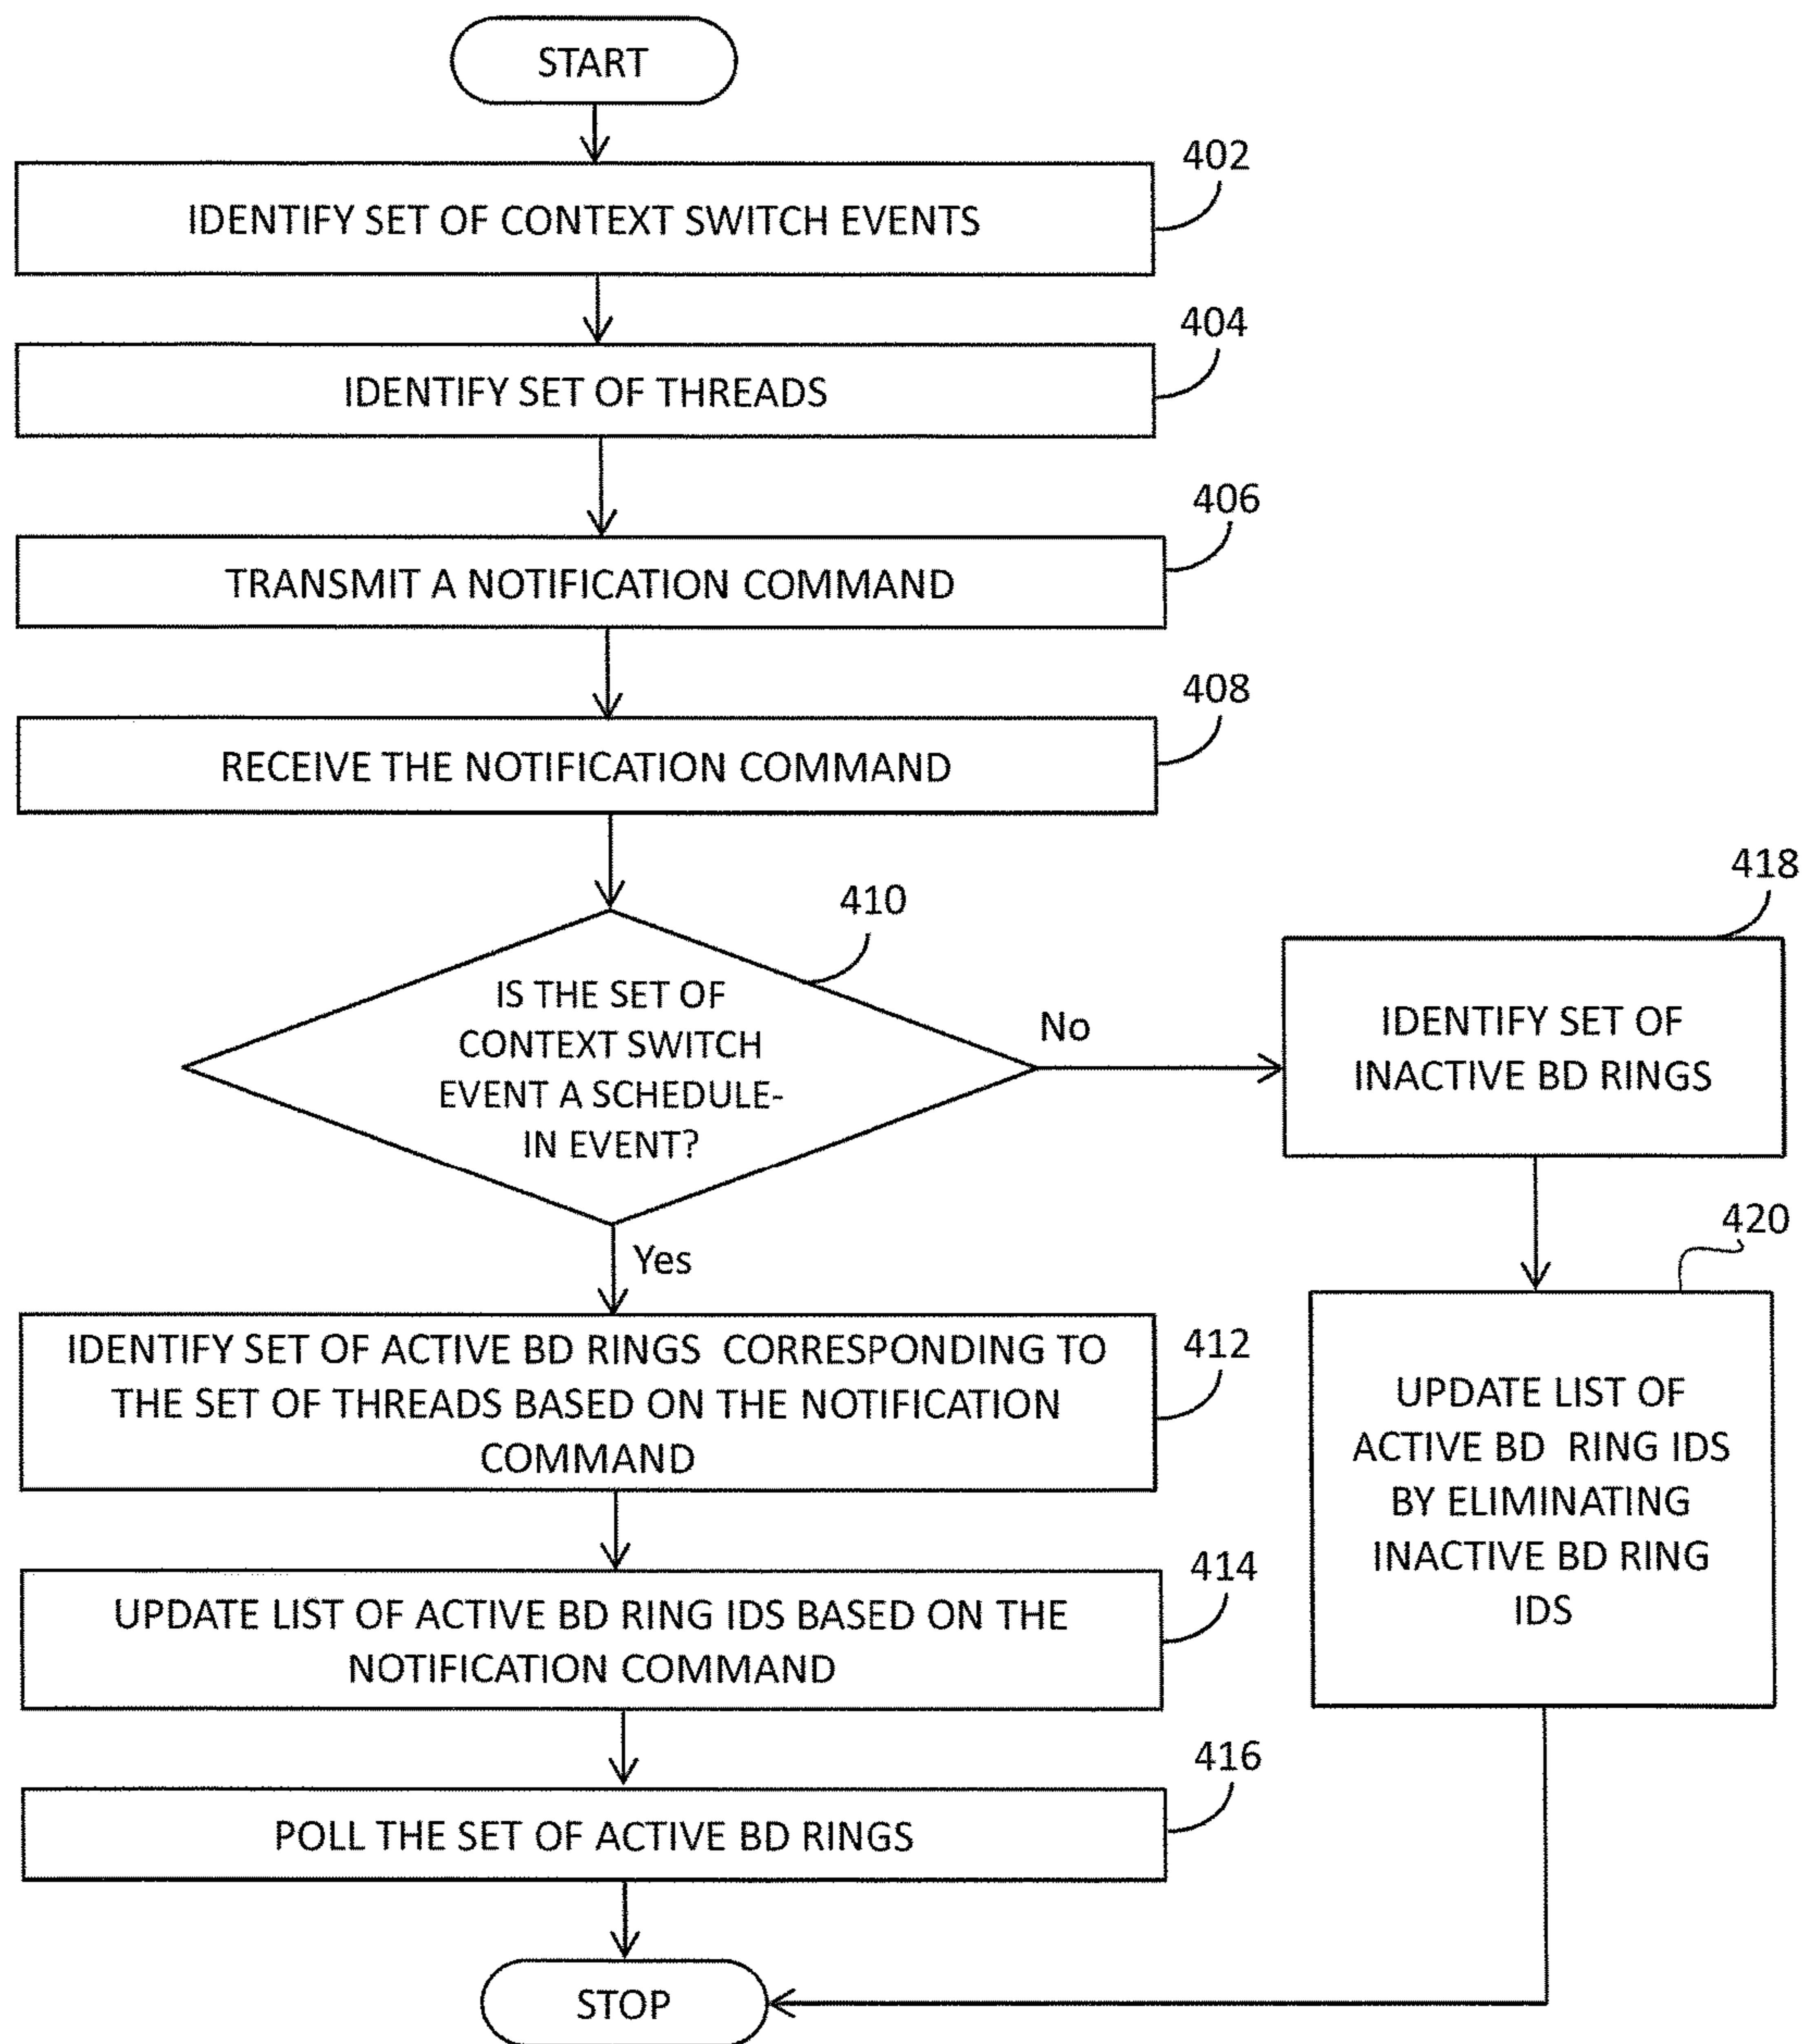 START
402
IDENTIFY SET OF CONTEXT SWITCH EVENTS
404
IDENTIFY SET OF THREADS
406
TRANSMIT A NOTIFICATION COMMAND
408
RECEIVE THE NOTIFICATION COMMAND
410
IS THE SET OF
CONTEXT SWITCH
EVENT A SCHEDULE-
IN EVENT?
No
418
IDENTIFY SET OF
INACTIVE BD RINGS
Yes
420
UPDATE LIST OF
ACTIVE BD RING IDS
BY ELIMINATING
INACTIVE BD RING
IDS
412
IDENTIFY SET OF ACTIVE BD RINGS CORRESPONDING TO
THE SET OF THREADS BASED ON THE NOTIFICATION
COMMAND
414
UPDATE LIST OF ACTIVE BD RING IDS BASED ON THE
NOTIFICATION COMMAND
416
POLL THE SET OF ACTIVE BD RINGS
STOP